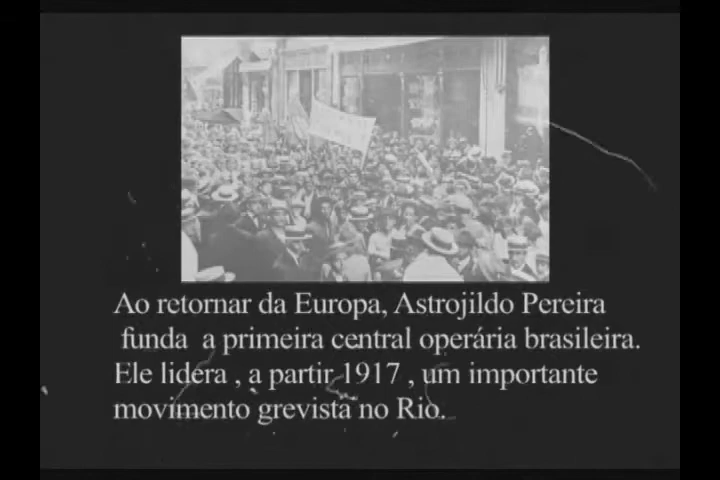 Ao retornar da Europa, Astrojildo Pereira
funda a primeira central operária brasileira.
Ele lidera , a partir 1917 , um importante
movimento grevista no Rio.